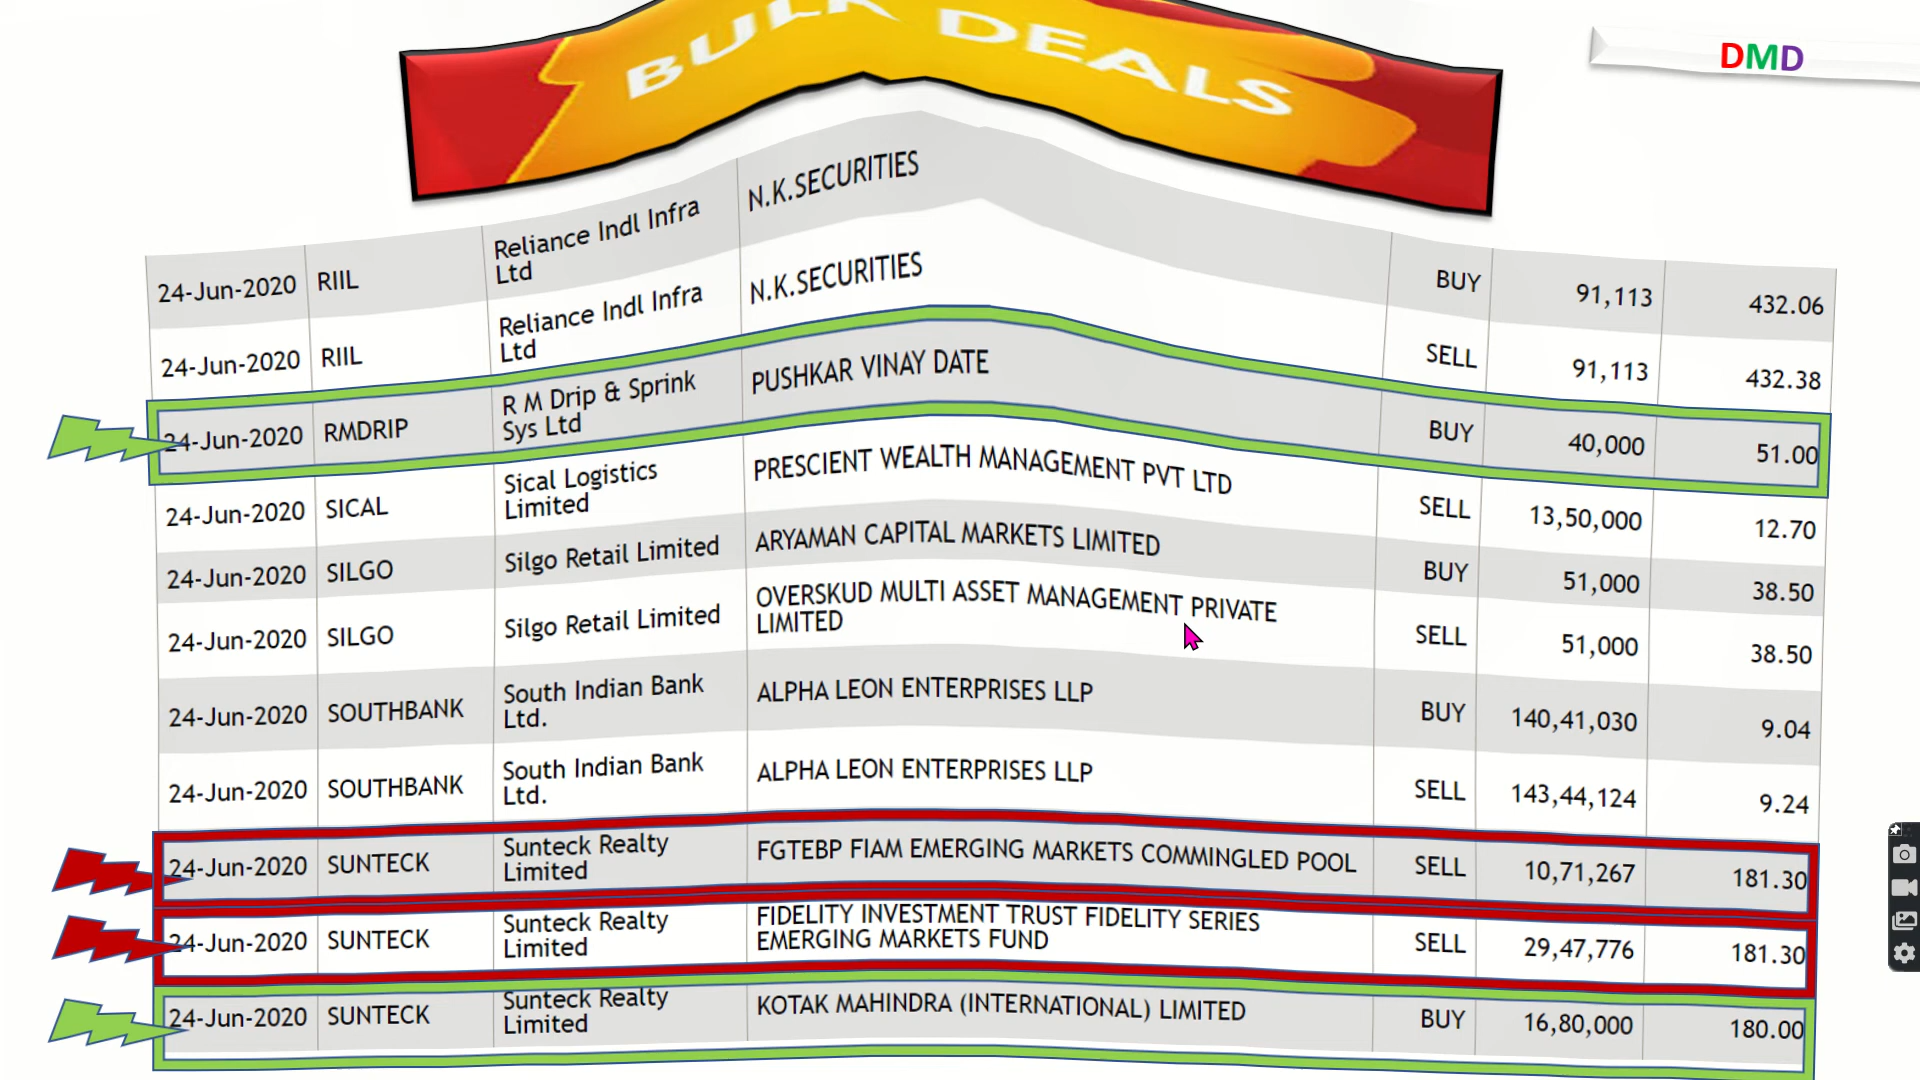 BULK DEALS
DMD
24-Jun-2020 RIIL Reliance Indl Infra Ltd N.K.SECURITIES BUY 91,113 432.06
24-Jun-2020 RIIL Reliance Indl Infra Ltd N.K.SECURITIES SELL 91,113 432.38
24-Jun-2020 RMDRIP R M Drip & Sprink Sys Ltd PUSHKAR VINAY DATE BUY 40,000 51.00
24-Jun-2020 SICAL Sical Logistics Limited PRESCIENT WEALTH MANAGEMENT PVT LTD SELL 13,50,000 12.70
24-Jun-2020 SILGO Silgo Retail Limited ARYAMAN CAPITAL MARKETS LIMITED BUY 51,000 38.50
24-Jun-2020 SILGO Silgo Retail Limited OVERSKUD MULTI ASSET MANAGEMENT PRIVATE LIMITED SELL 51,000 38.50
24-Jun-2020 SOUTHBANK South Indian Bank Ltd. ALPHA LEON ENTERPRISES LLP BUY 140,41,030 9.04
24-Jun-2020 SOUTHBANK South Indian Bank Ltd. ALPHA LEON ENTERPRISES LLP SELL 143,44,124 9.24
24-Jun-2020 SUNTECK Sunteck Realty Limited FGTEBP FIAM EMERGING MARKETS COMMINGLED POOL SELL 10,71,267 181.30
24-Jun-2020 SUNTECK Sunteck Realty Limited FIDELITY INVESTMENT TRUST FIDELITY SERIES EMERGING MARKETS FUND SELL 29,47,776 181.30
24-Jun-2020 SUNTECK Sunteck Realty Limited KOTAK MAHINDRA (INTERNATIONAL) LIMITED BUY 16,80,000 180.00